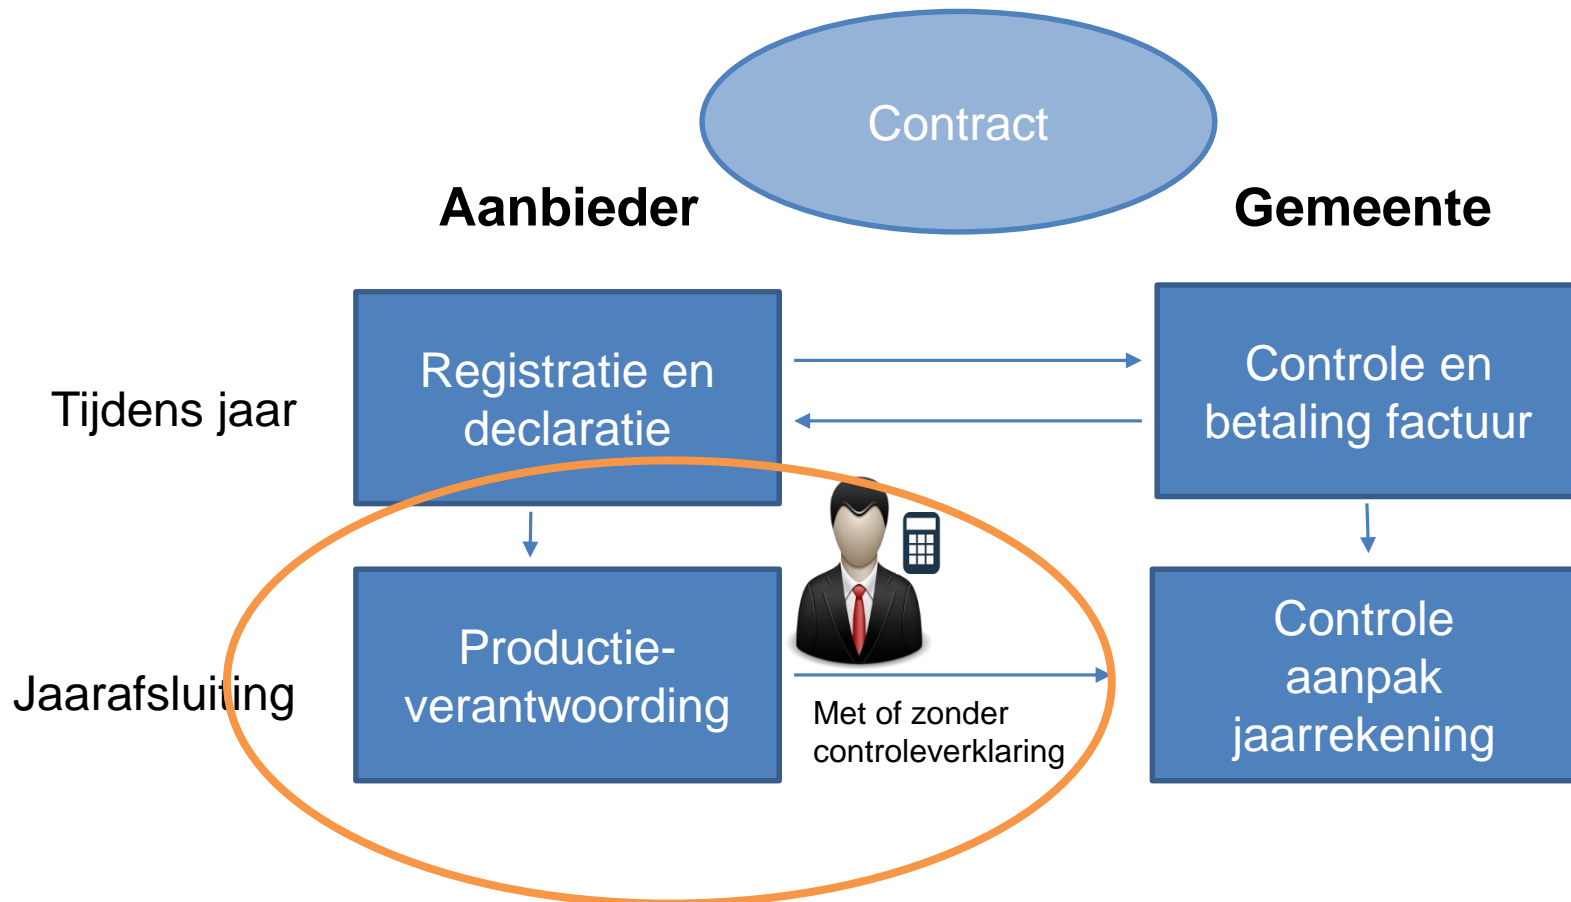 Contract
Aanbieder
Gemeente
Tijdens jaar
Registratie en
declaratie
Controle en
betaling factuur
Jaarafsluiting
Productie-
verantwoording
Met of zonder
controleverklaring
Controle
aanpak
jaarrekening